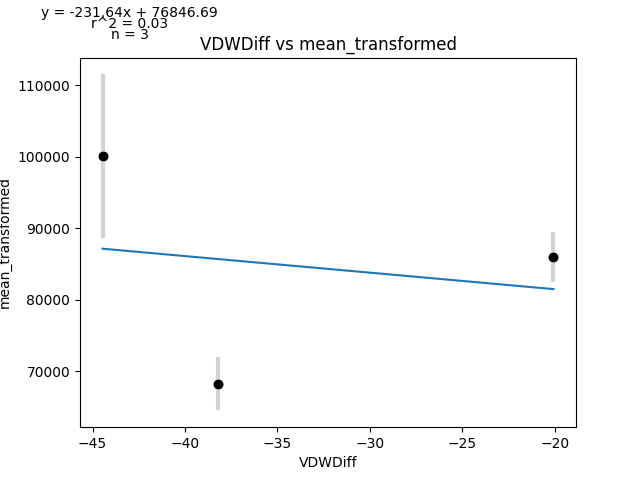 y = -231.64x + 76846.69
r^2 = 0.03
n = 3
VDWDiff vs mean_transformed
110000
100000
90000
80000
70000
mean_transformed
−45
−40
−35
−30
−25
−20
VDWDiff